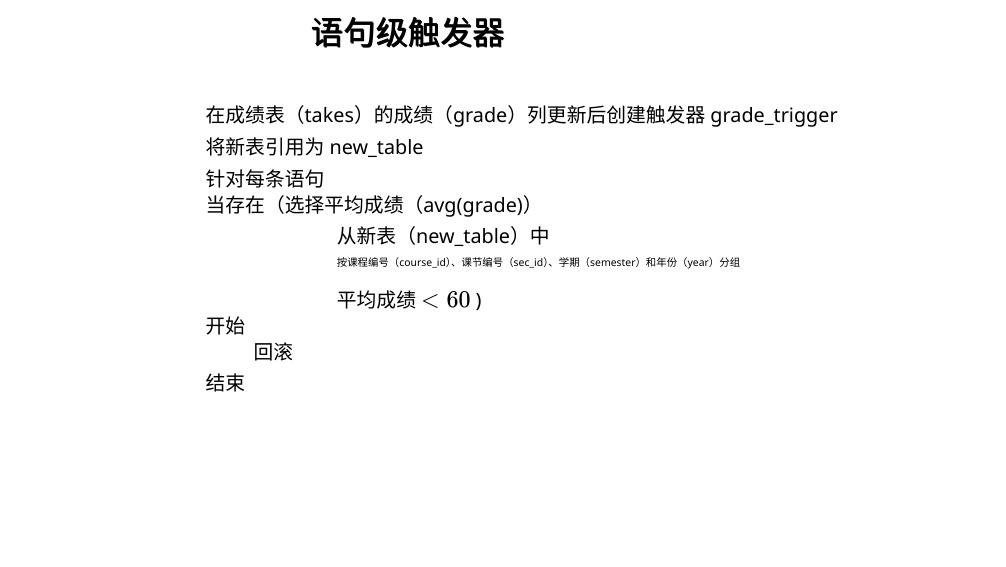 语句级触发器
在成绩表（takes）的成绩（grade）列更新后创建触发器 grade_trigger
将新表引用为 new_table
针对每条语句
当存在（选择平均成绩（avg(grade)）
从新表（new_table）中
按课程编号（course_id）、课节编号（sec_id）、学期（semester）和年份（year）分组
平均成绩 < 60 )
开始
回滚
结束